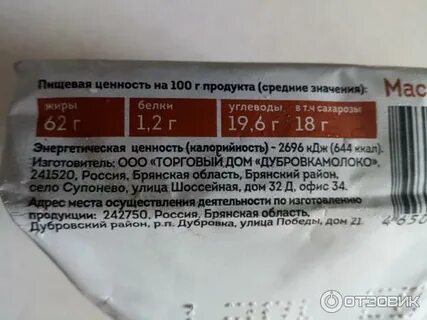 Пищевая ценность на 100 г продукта (средние значения):
Мас
жиры белки углеводы в т.ч сахарозы
62 г 1,2 г 19,6 г 18 г
Энергетическая ценность (калорийность) - 2696 кДж (644 ккал).
Изготовитель: ООО "ТОРГОВЫЙ ДОМ «ДУБРОВКАМОЛОКО»,
241520, Россия, Брянская область, Брянский район,
село Супонево, улица Шоссейная, дом 32 Д, офис 34.
Адрес места осуществления деятельности по изготовлению
продукции: 242750, Россия, Брянская область,
Дубровский район, р.п. Дубровка, улица Победы, дом 21
4 650
ОТЗОВИК